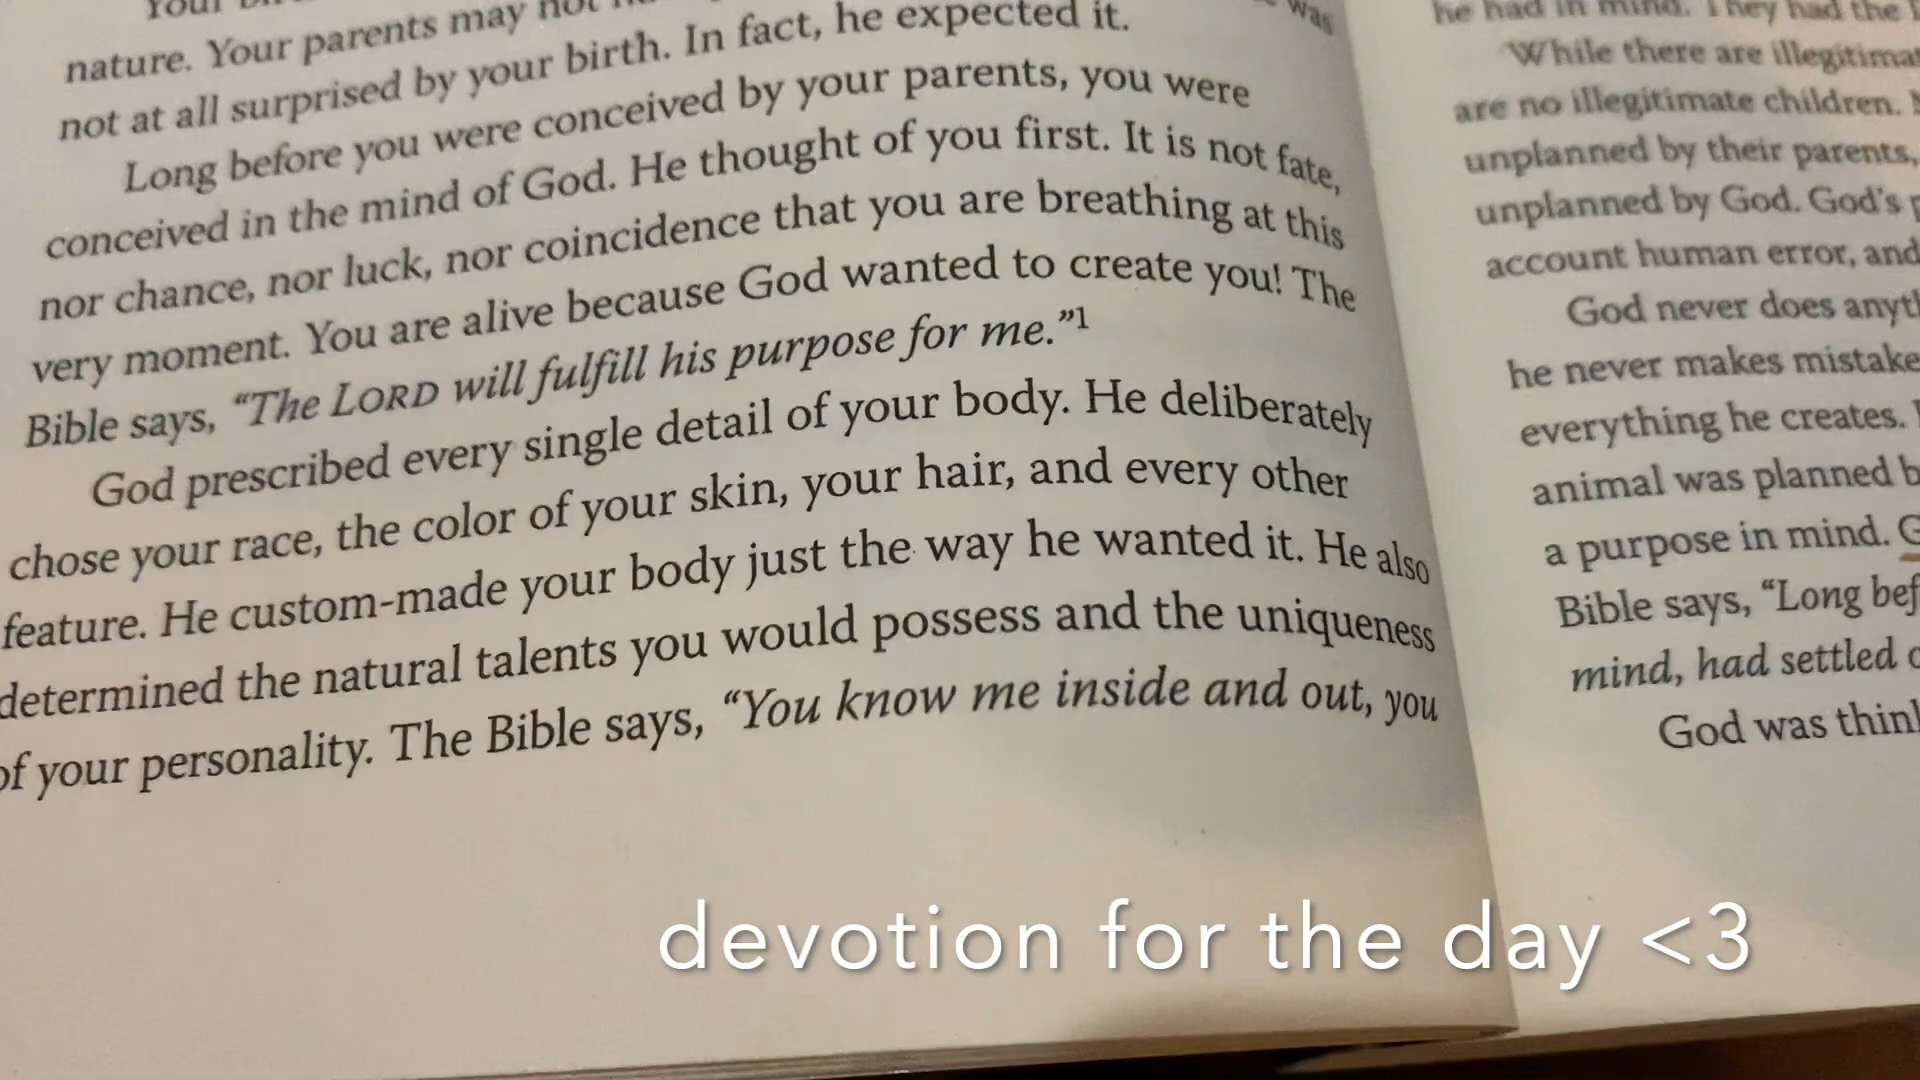 nature. Your parents may not
not at all surprised by your birth. In fact, he expected it.
Long before you were conceived by your parents, you were
conceived in the mind of God. He thought of you first. It is not fate,
nor chance, nor luck, nor coincidence that you are breathing at this
very moment. You are alive because God wanted to create you! The
Bible says, “The LORD will fulfill his purpose for me.”1
God prescribed every single detail of your body. He deliberately
chose your race, the color of your skin, your hair, and every other
feature. He custom-made your body just the way he wanted it. He also
determined the natural talents you would possess and the uniqueness
of your personality. The Bible says, “You know me inside and out, you
he had in mind. They had the
While there are
are no illegitimate children.
unplanned by their parents,
unplanned by God. God's
account human error, and
God never does
he never makes
everything he creates.
animal was planned
a purpose in mind.
Bible says, “Long
mind, had settled
God was
devotion for the day <3